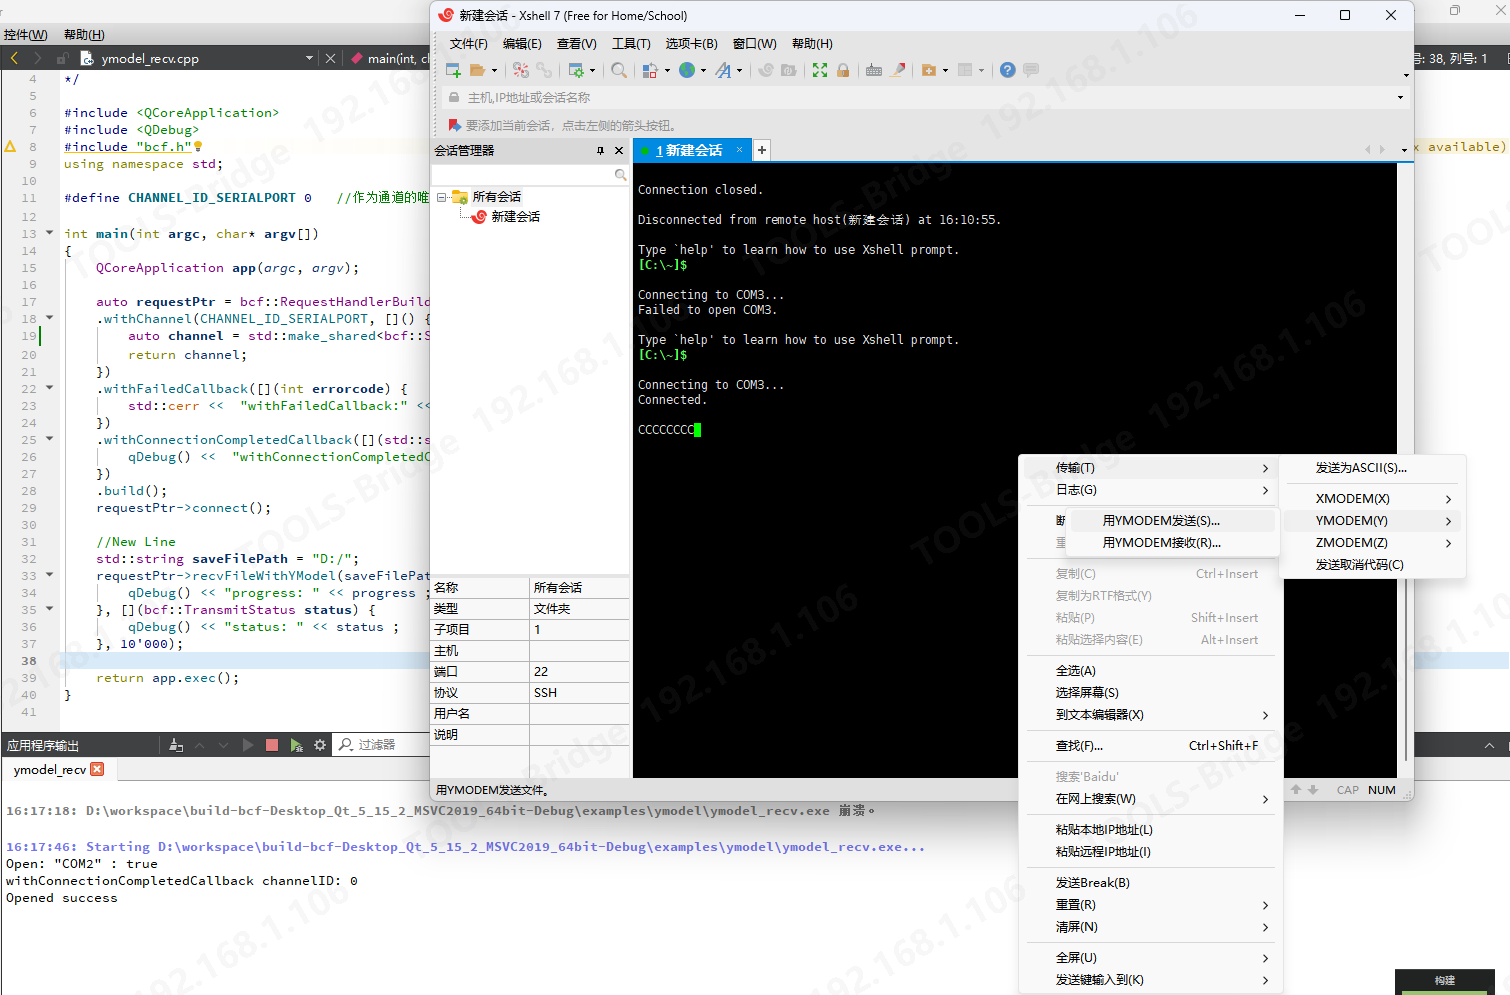 控件(W)  帮助(H)
ymodel_recv.cpp
main(int, ch
号: 38, 列号: 1
4 */
5
6 #include <QCoreApplication>
7 #include <QDebug>
8 #include "bcf.h"
x available)
9 using namespace std;
10
11 #define CHANNEL_ID_SERIALPORT 0   //作为通道的唯
12
13 int main(int argc, char* argv[])
14 {
15     QCoreApplication app(argc, argv);
16
17     auto requestPtr = bcf::RequestHandlerBuild
18     .withChannel(CHANNEL_ID_SERIALPORT, []() {
19         auto channel = std::make_shared<bcf::S
20         return channel;
21     })
22     .withFailedCallback([](int errorcode) {
23         std::cerr <<  "withFailedCallback:" <<
24     })
25     .withConnectionCompletedCallback([](std::s
26         qDebug() <<  "withConnectionCompletedC
27     })
28     .build();
29     requestPtr->connect();
30
31     //New Line
32     std::string saveFilePath = "D:/";
33     requestPtr->recvFileWithYModel(saveFilePat
34         qDebug() << "progress: " << progress ;
35     }, [](bcf::TransmitStatus status) {
36         qDebug() << "status: " << status ;
37     }, 10'000);
38
39     return app.exec();
40 }
41
应用程序输出
过滤器
ymodel_recv
16:17:18: D:\workspace\build-bcf-Desktop_Qt_5_15_2_MSVC2019_64bit-Debug\examples\ymodel\ymodel_recv.exe 崩溃。
16:17:46: Starting D:\workspace\build-bcf-Desktop_Qt_5_15_2_MSVC2019_64bit-Debug\examples\ymodel\ymodel_recv.exe...
Open: "COM2" : true
withConnectionCompletedCallback channelID: 0
Opened success
新建会话 - Xshell 7 (Free for Home/School)
文件(F)  编辑(E)  查看(V)  工具(T)  选项卡(B)  窗口(W)  帮助(H)
主机,IP地址或会话名称
要添加当前会话，点击左侧的箭头按钮。
会话管理器
所有会话
新建会话
名称  所有会话
类型  文件夹
子项目  1
主机
端口  22
协议  SSH
用户名
说明
1 新建会话
Connection closed.
Disconnected from remote host(新建会话) at 16:10:55.
Type `help' to learn how to use Xshell prompt.
[C:\~]$
Connecting to COM3...
Failed to open COM3.
Type `help' to learn how to use Xshell prompt.
[C:\~]$
Connecting to COM3...
Connected.
CCCCCCCC
用YMODEM发送文件。
CAP  NUM
传输(T)
日志(G)
断
重
复制(C)  Ctrl+Insert
复制为RTF格式(Y)
粘贴(P)  Shift+Insert
粘贴选择内容(E)  Alt+Insert
全选(A)
选择屏幕(S)
到文本编辑器(X)
查找(F)...  Ctrl+Shift+F
搜索'Baidu'
在网上搜索(W)
粘贴本地IP地址(L)
粘贴远程IP地址(I)
发送Break(B)
重置(R)
清屏(N)
全屏(U)
发送键输入到(K)
发送为ASCII(S)...
XMODEM(X)
YMODEM(Y)
ZMODEM(Z)
发送取消代码(C)
用YMODEM发送(S)...
用YMODEM接收(R)...
构建
TOOLS-Bridge 192.168.1.106